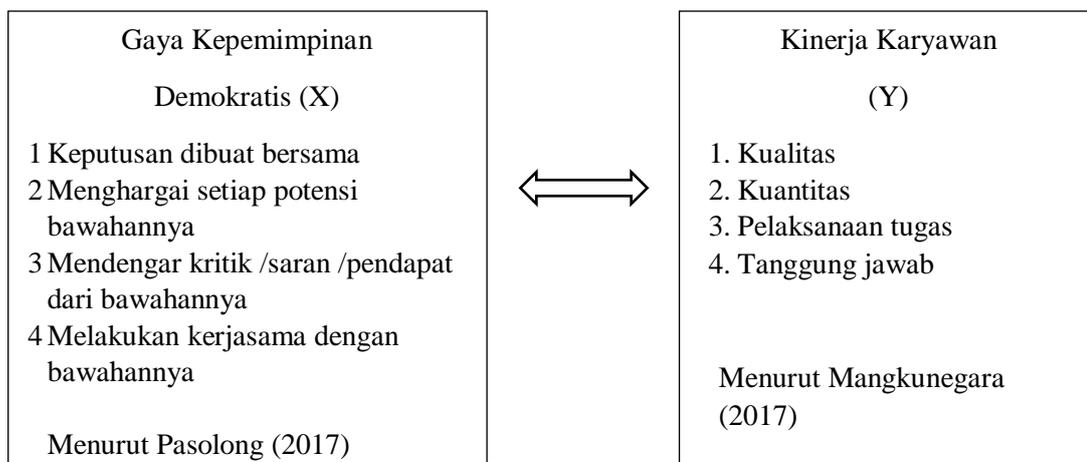 Gaya Kepemimpinan
Demokratis (X)
1 Keputusan dibuat bersama
2 Menghargai setiap potensi
bawahannya
3 Mendengar kritik /saran /pendapat
dari bawahannya
4 Melakukan kerjasama dengan
bawahannya
Menurut Pasolong (2017)
Kinerja Karyawan
(Y)
1. Kualitas
2. Kuantitas
3. Pelaksanaan tugas
4. Tanggung jawab
Menurut Mangkunegara
(2017)